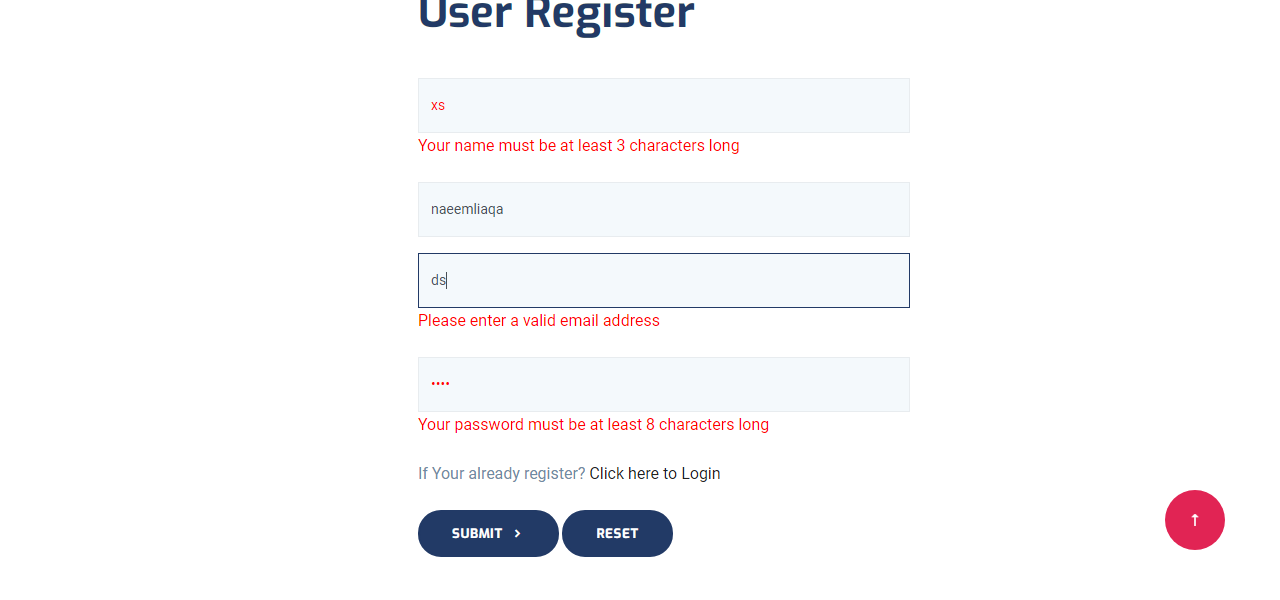 User Register
xs
Your name must be at least 3 characters long
naeemliaqa
ds
Please enter a valid email address
••••
Your password must be at least 8 characters long
If Your already register? Click here to Login
SUBMIT RESET